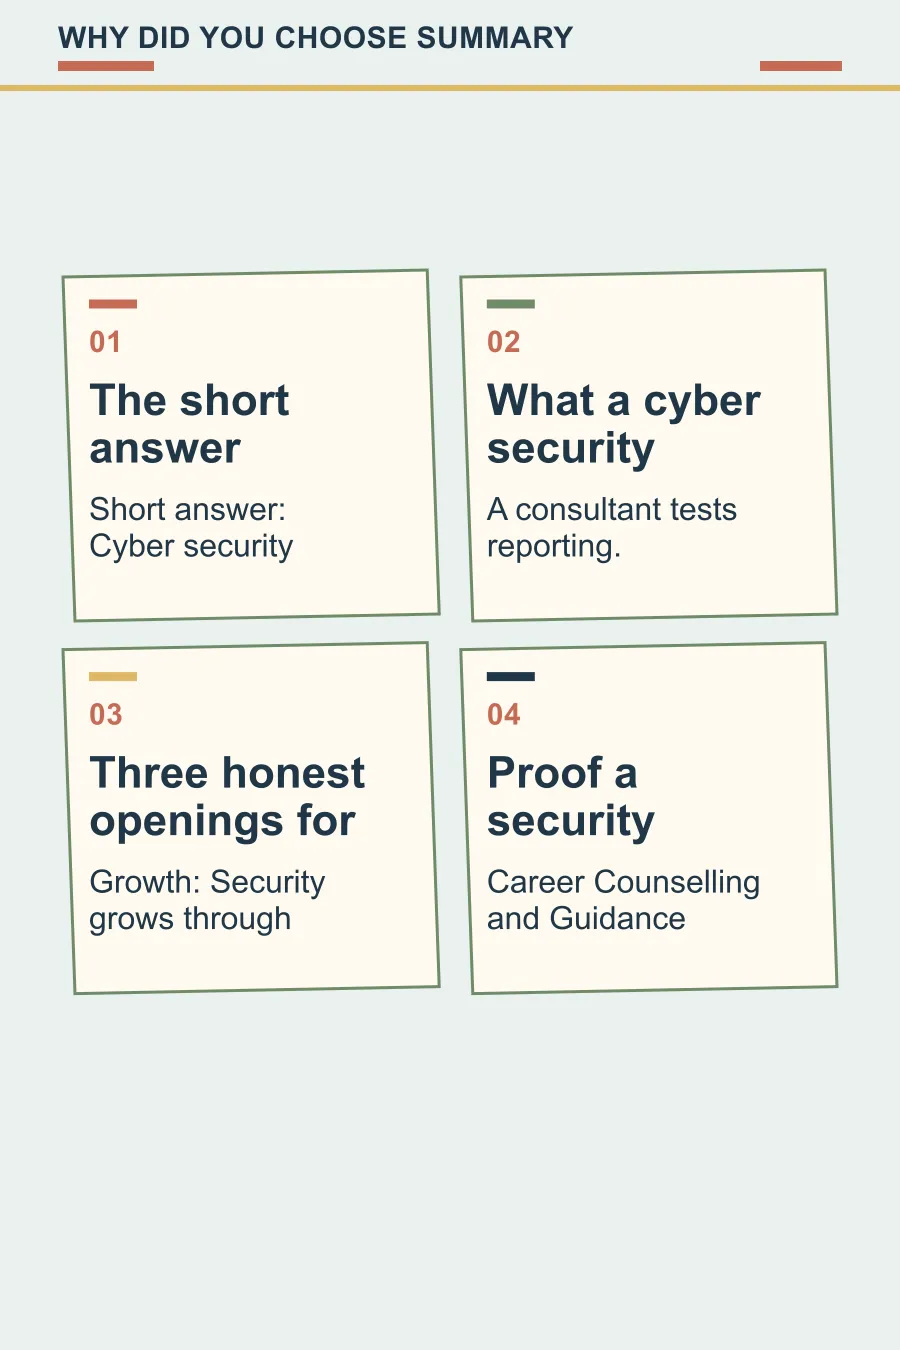 WHY DID YOU CHOOSE SUMMARY
01
The short
answer
Short answer:
Cyber security
02
What a cyber
security
A consultant tests
reporting.
03
Three honest
openings for
Growth: Security
grows through
04
Proof a
security
Career Counselling
and Guidance